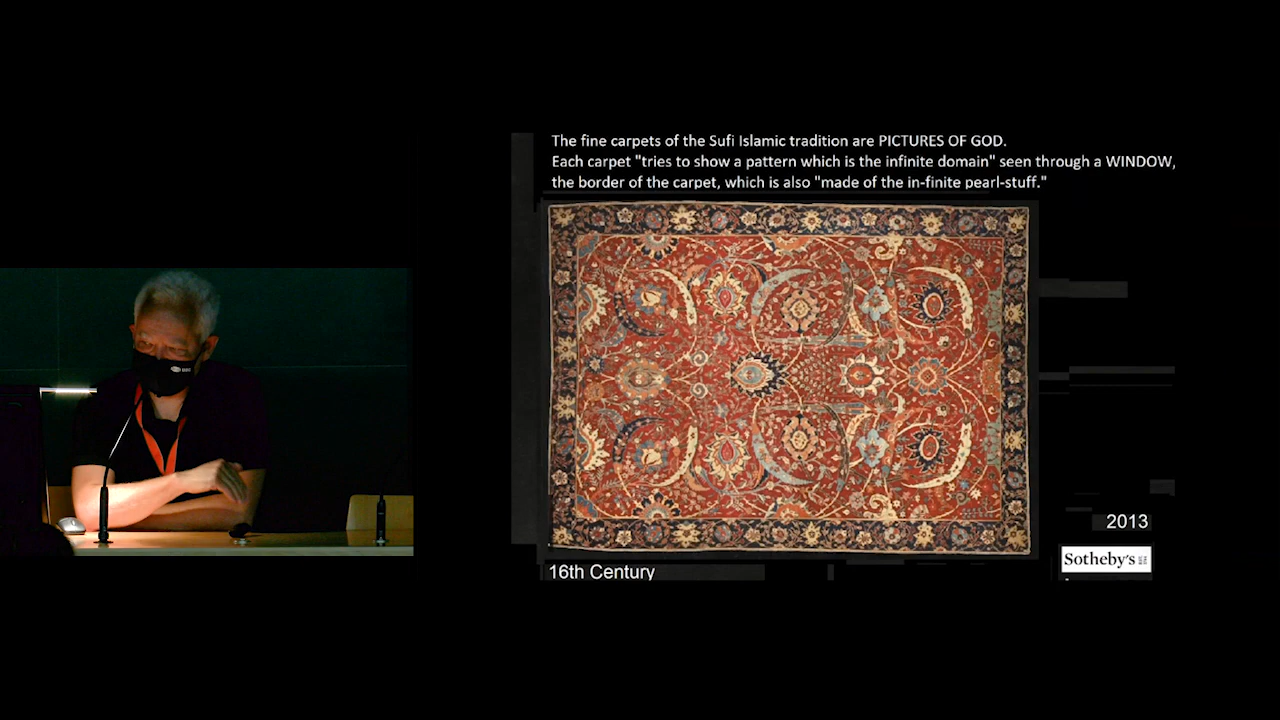 The fine carpets of the Sufi Islamic tradition are PICTURES OF GOD.
Each carpet "tries to show a pattern which is the infinite domain" seen through a WINDOW,
the border of the carpet, which is also "made of the in-finite pearl-stuff."
2013
Sotheby's
16th Century